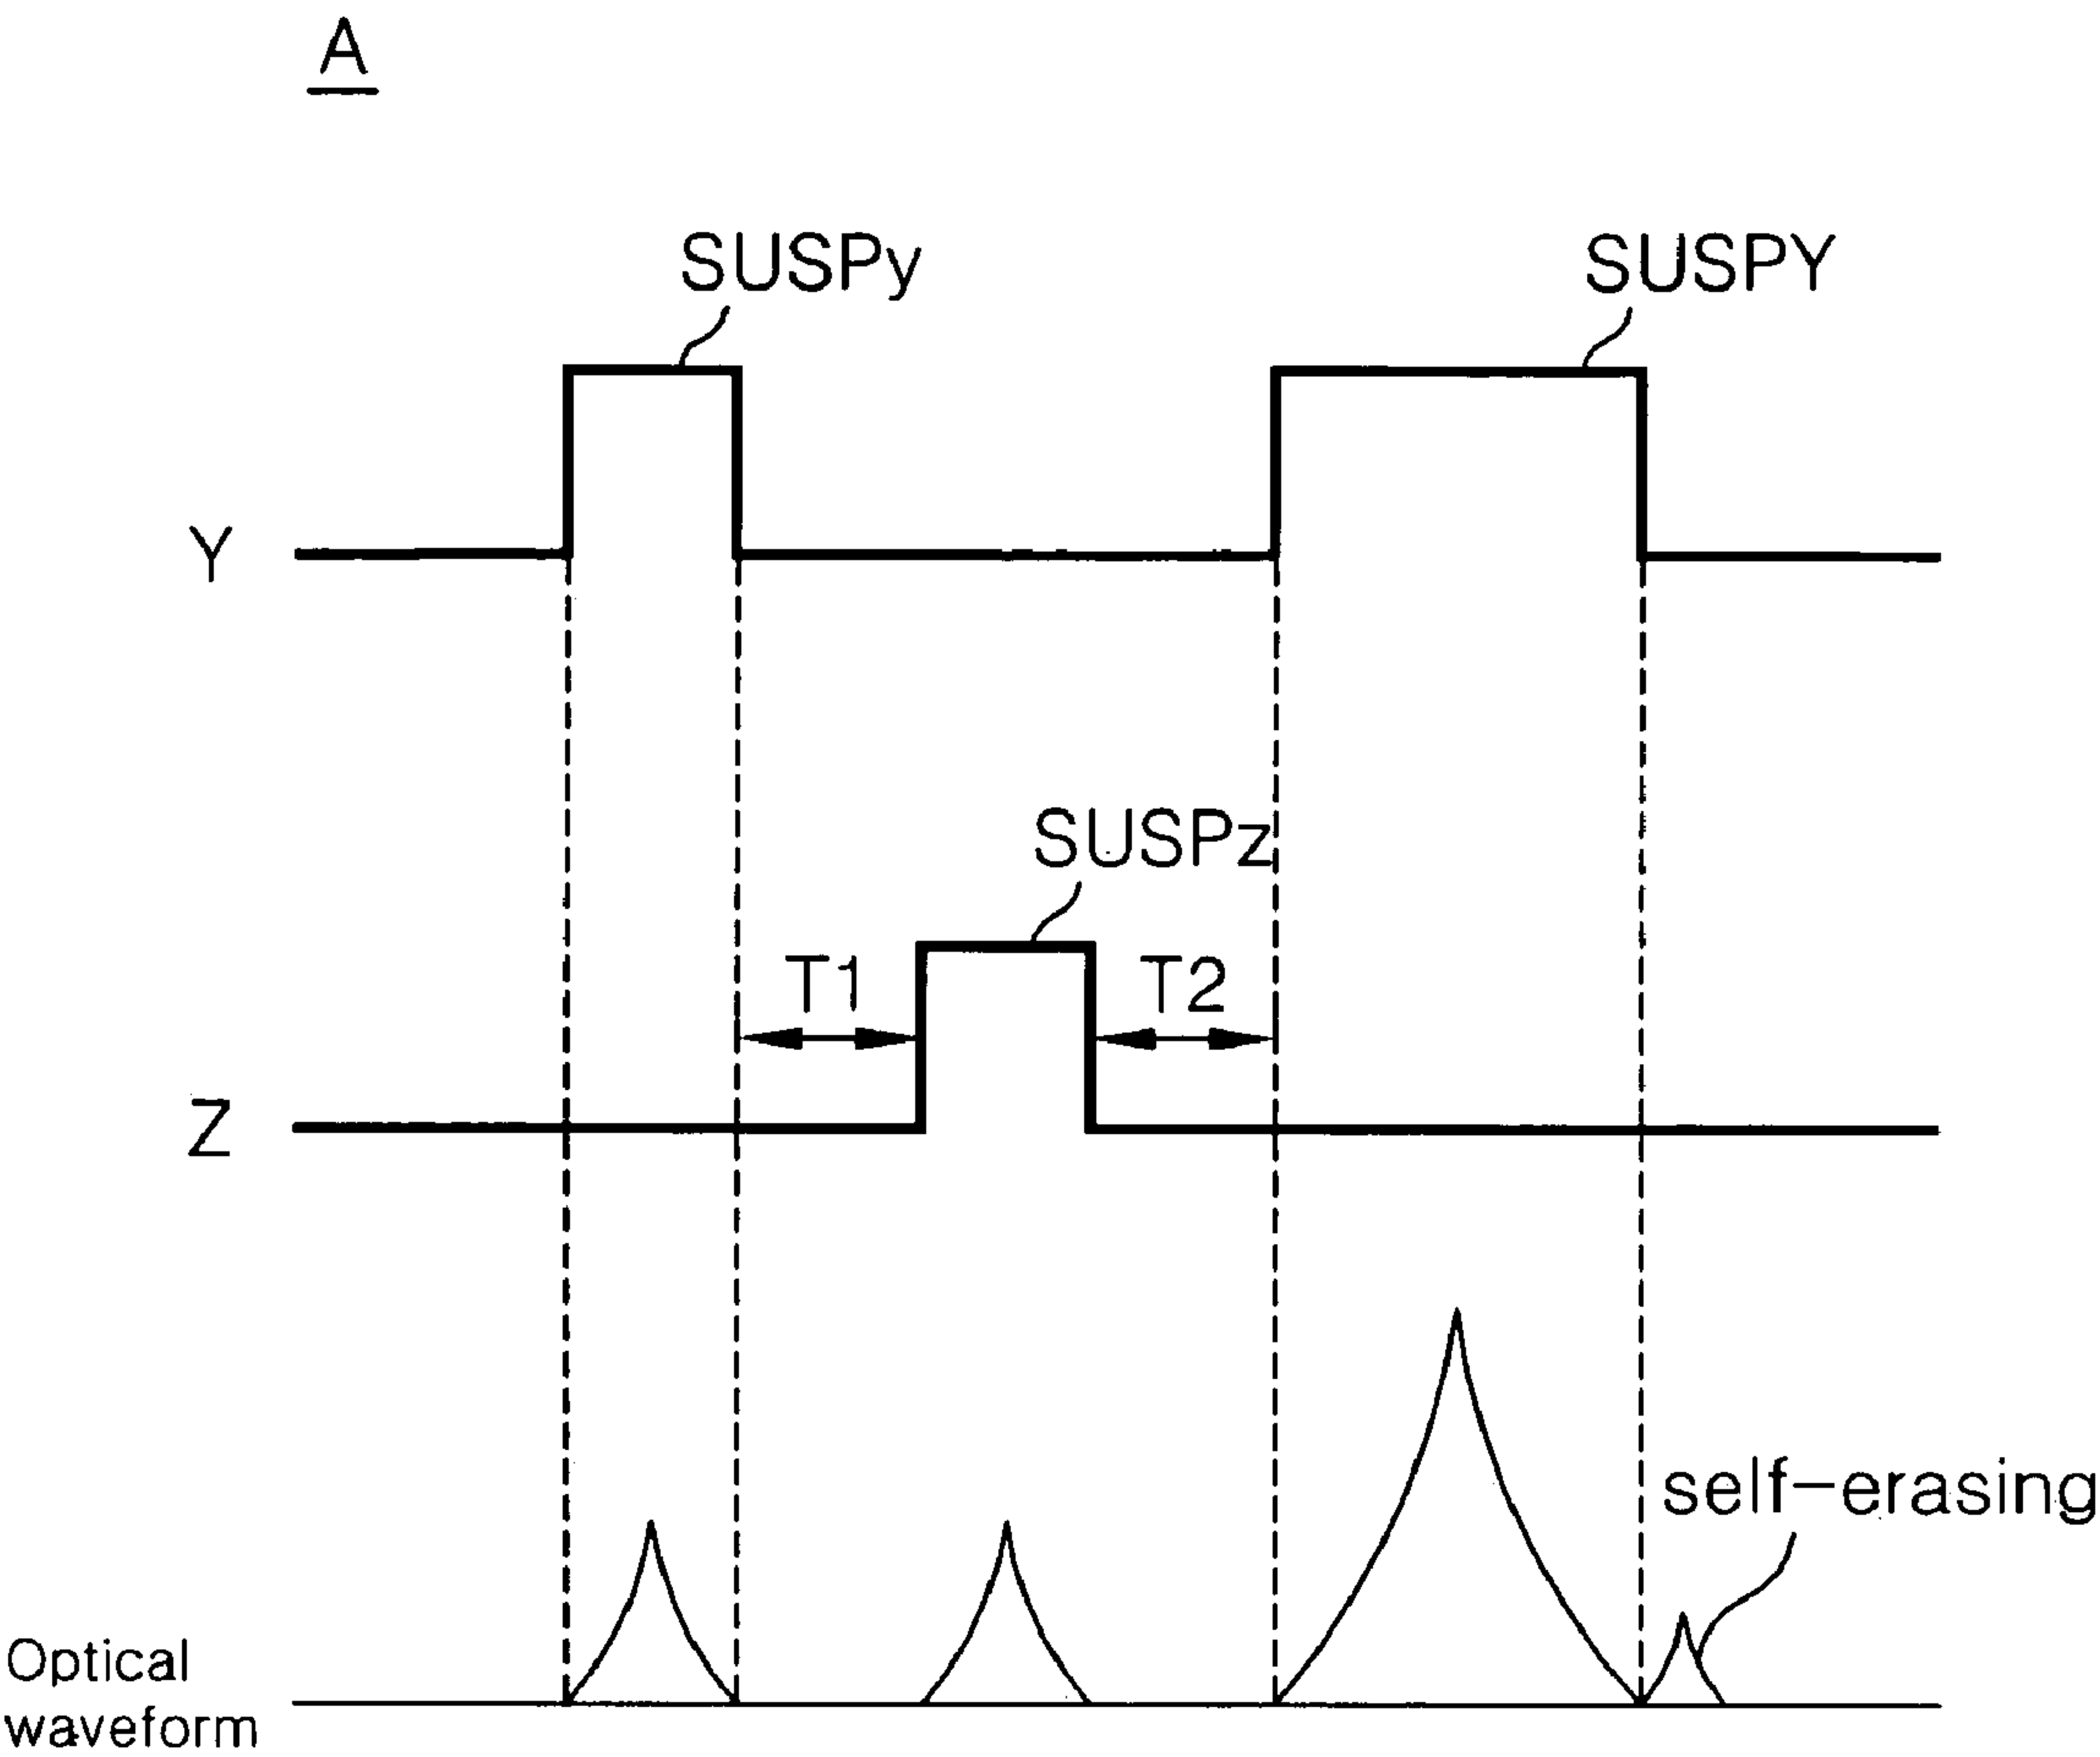 A
SUSPy
SUSPY
Y
SUSPz
T1
T2
Z
self-erasing
Optical
waveform